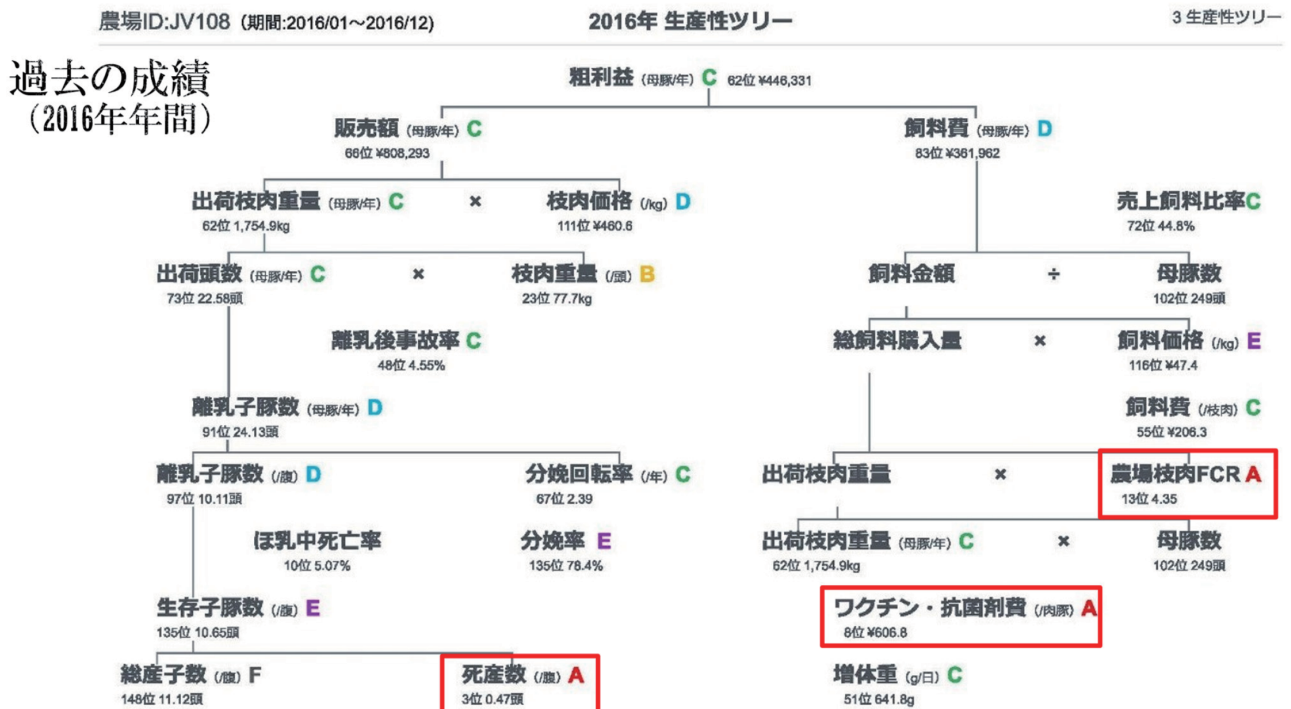 農場ID:JV108 (期間:2016/01～2016/12)
2016年 生産性ツリー
3 生産性ツリー
過去の成績
(2016年年間)
粗利益 (母豚/年) C 62位 ¥446,331
販売額 (母豚/年) C
66位 ¥808,293
飼料費 (母豚/年) D
83位 ¥361,962
出荷枝肉重量 (母豚/年) C × 枝肉価格 (/kg) D
62位 1,754.9kg
111位 ¥460.6
売上飼料比率C
72位 44.8%
出荷頭数 (母豚/年) C × 枝肉重量 (/頭) B
73位 22.58頭
23位 77.7kg
飼料金額 ÷ 母豚数
102位 249頭
離乳後事故率 C
48位 4.55%
総飼料購入量 × 飼料価格 (/kg) E
116位 ¥47.4
離乳子豚数 (母豚/年) D
91位 24.13頭
飼料費 (/枝肉) C
55位 ¥206.3
離乳子豚数 (/腹) D
97位 10.11頭
分娩回転率 (/年) C
67位 2.39
出荷枝肉重量 × 農場枝肉FCR A
13位 4.35
ほ乳中死亡率
10位 5.07%
分娩率 E
135位 78.4%
出荷枝肉重量 (母豚/年) C × 母豚数
62位 1,754.9kg
102位 249頭
生存子豚数 (/腹) E
135位 10.65頭
ワクチン・抗菌剤費 (/肉豚) A
8位 ¥606.8
総産子数 (/腹) F
148位 11.12頭
死産数 (/腹) A
3位 0.47頭
増体重 (g/日) C
51位 641.8g